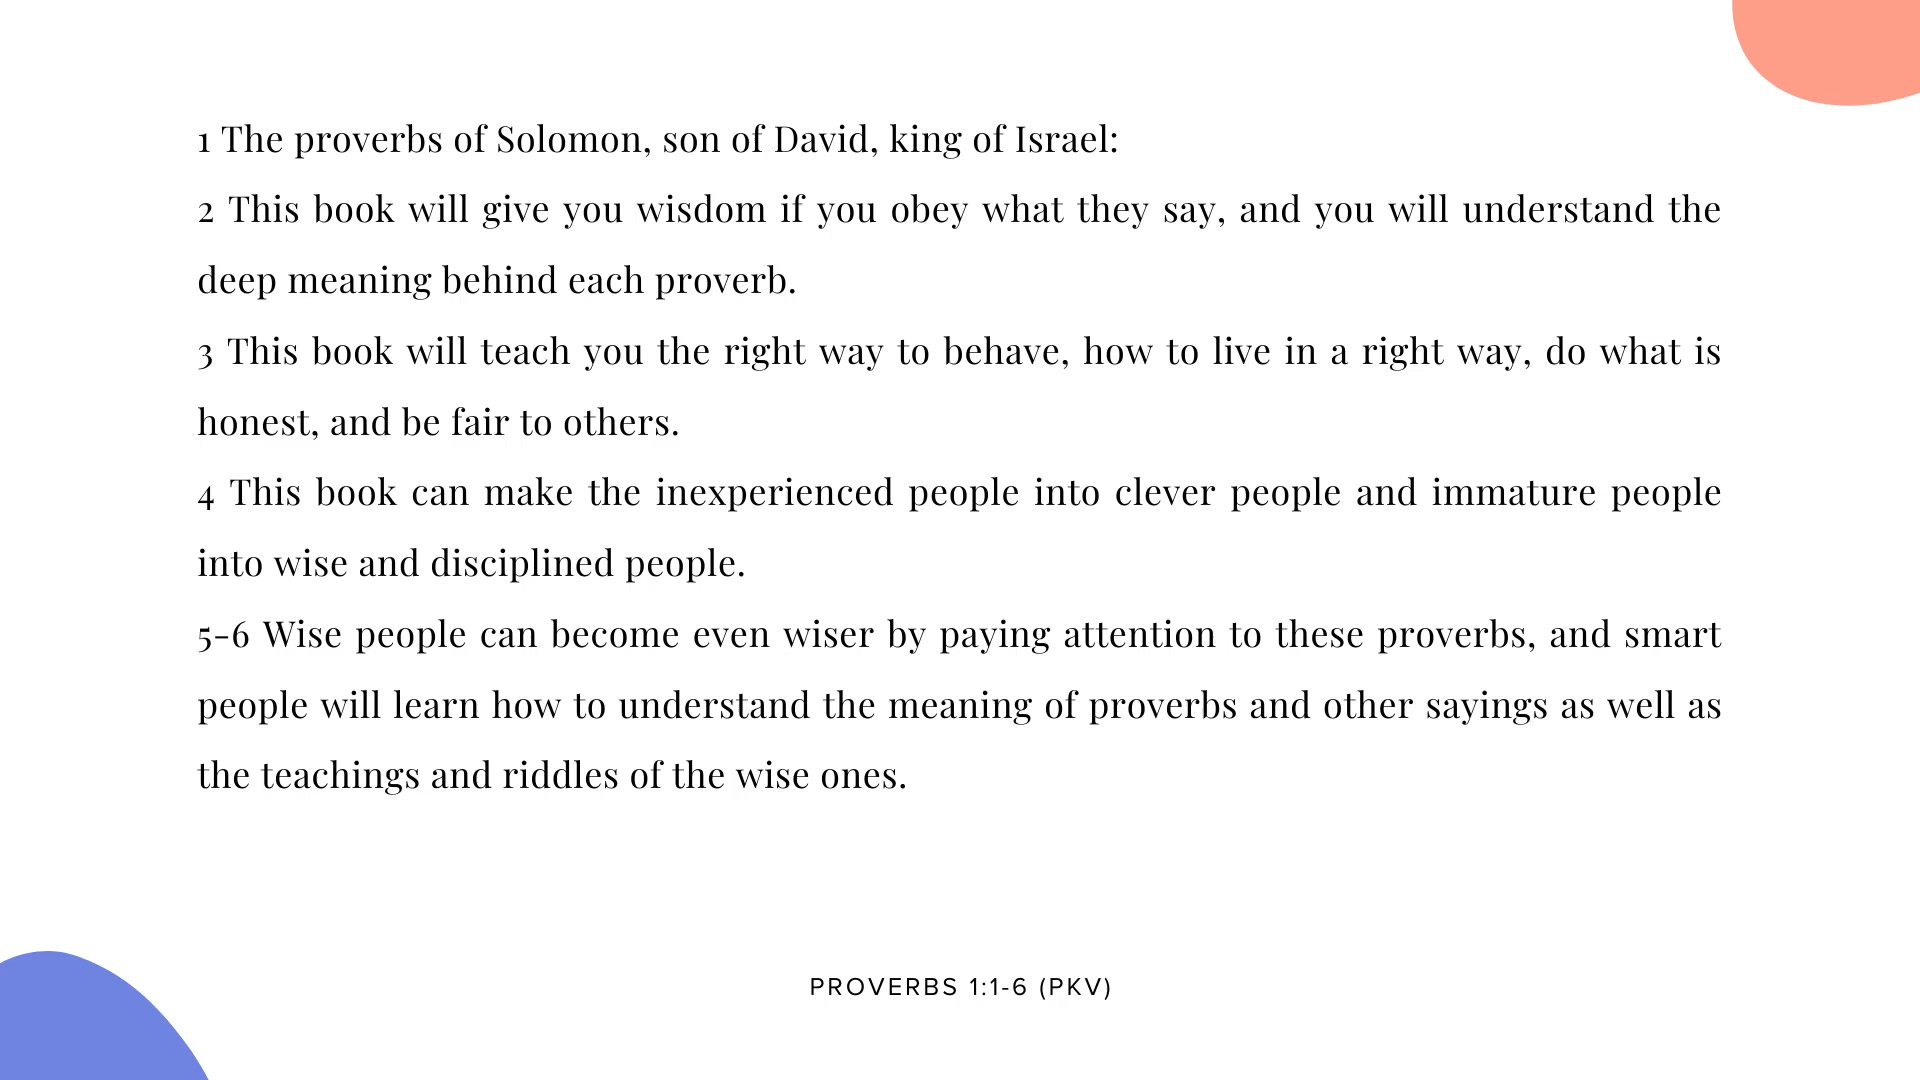 1 The proverbs of Solomon, son of David, king of Israel:
2 This book will give you wisdom if you obey what they say, and you will understand the
deep meaning behind each proverb.
3 This book will teach you the right way to behave, how to live in a right way, do what is
honest, and be fair to others.
4 This book can make the inexperienced people into clever people and immature people
into wise and disciplined people.
5-6 Wise people can become even wiser by paying attention to these proverbs, and smart
people will learn how to understand the meaning of proverbs and other sayings as well as
the teachings and riddles of the wise ones.
PROVERBS 1:1-6 (PKV)